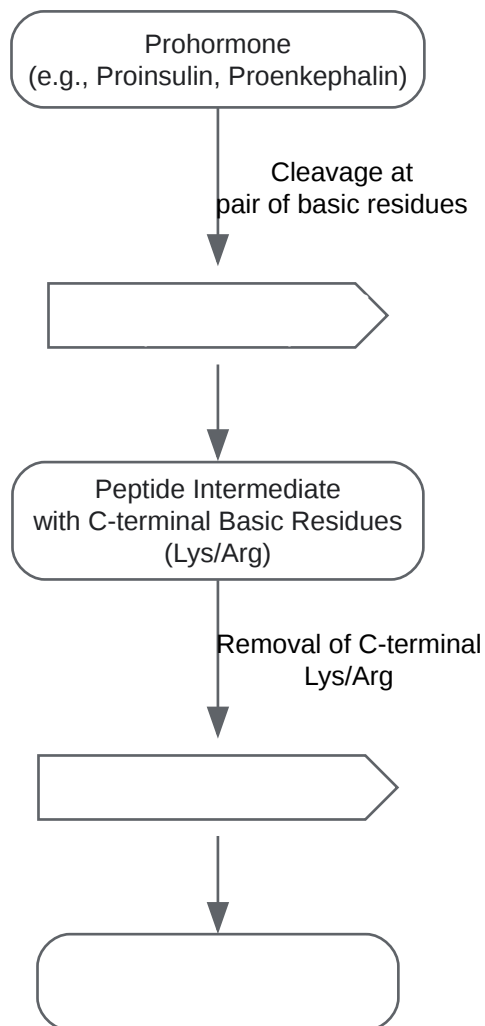 Prohormone
(e.g., Proinsulin, Proenkephalin)
Cleavage at
pair of basic residues
Peptide Intermediate
with C-terminal Basic Residues
(Lys/Arg)
Removal of C-terminal
Lys/Arg